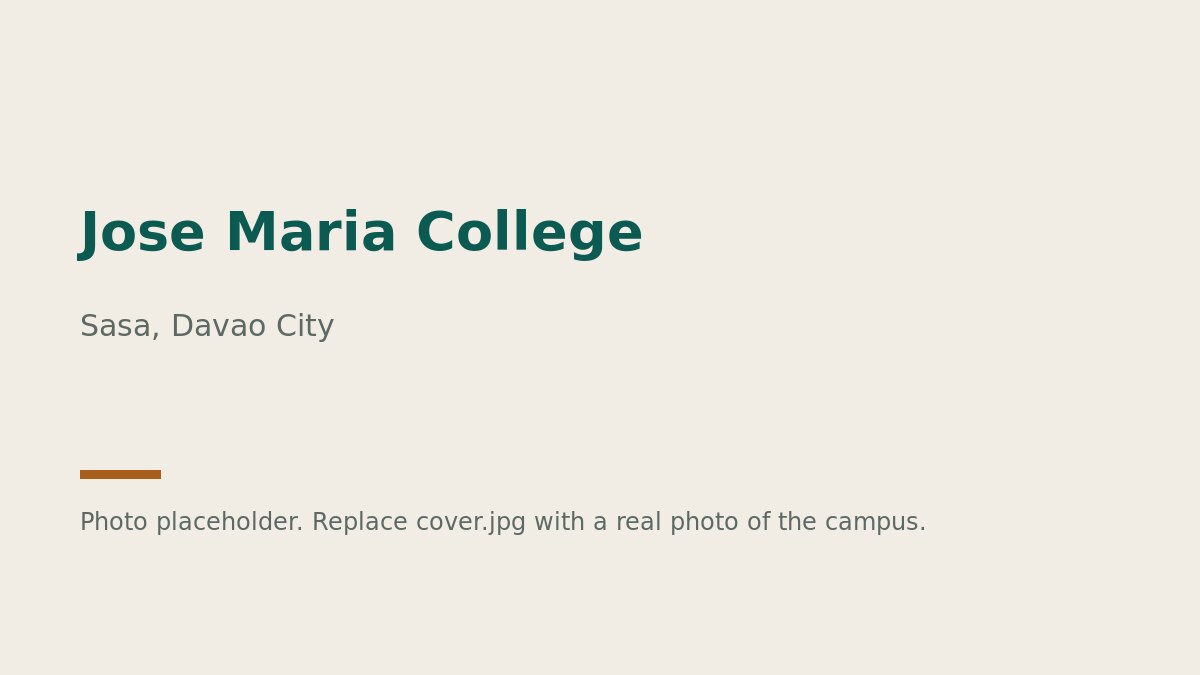 Jose Maria College
Sasa, Davao City
Photo placeholder. Replace cover.jpg with a real photo of the campus.